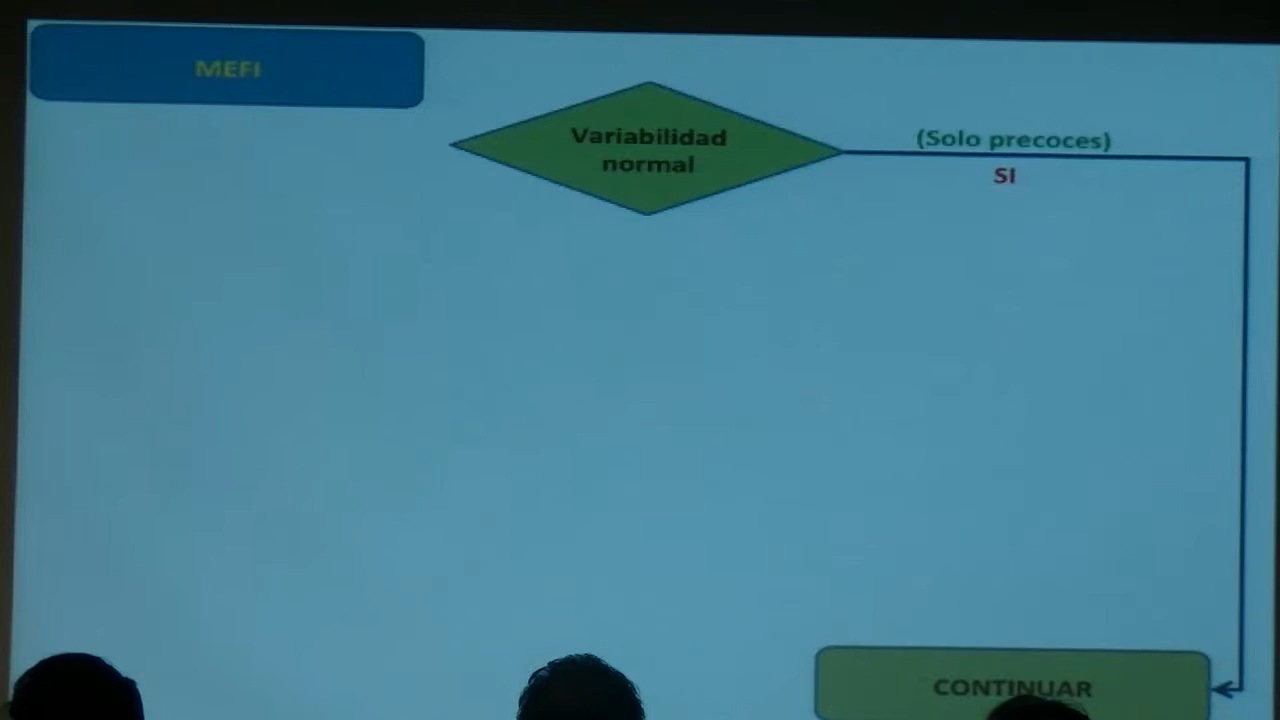 MEFI
Variabilidad
normal
(Solo precoces)
SI
CONTINUAR